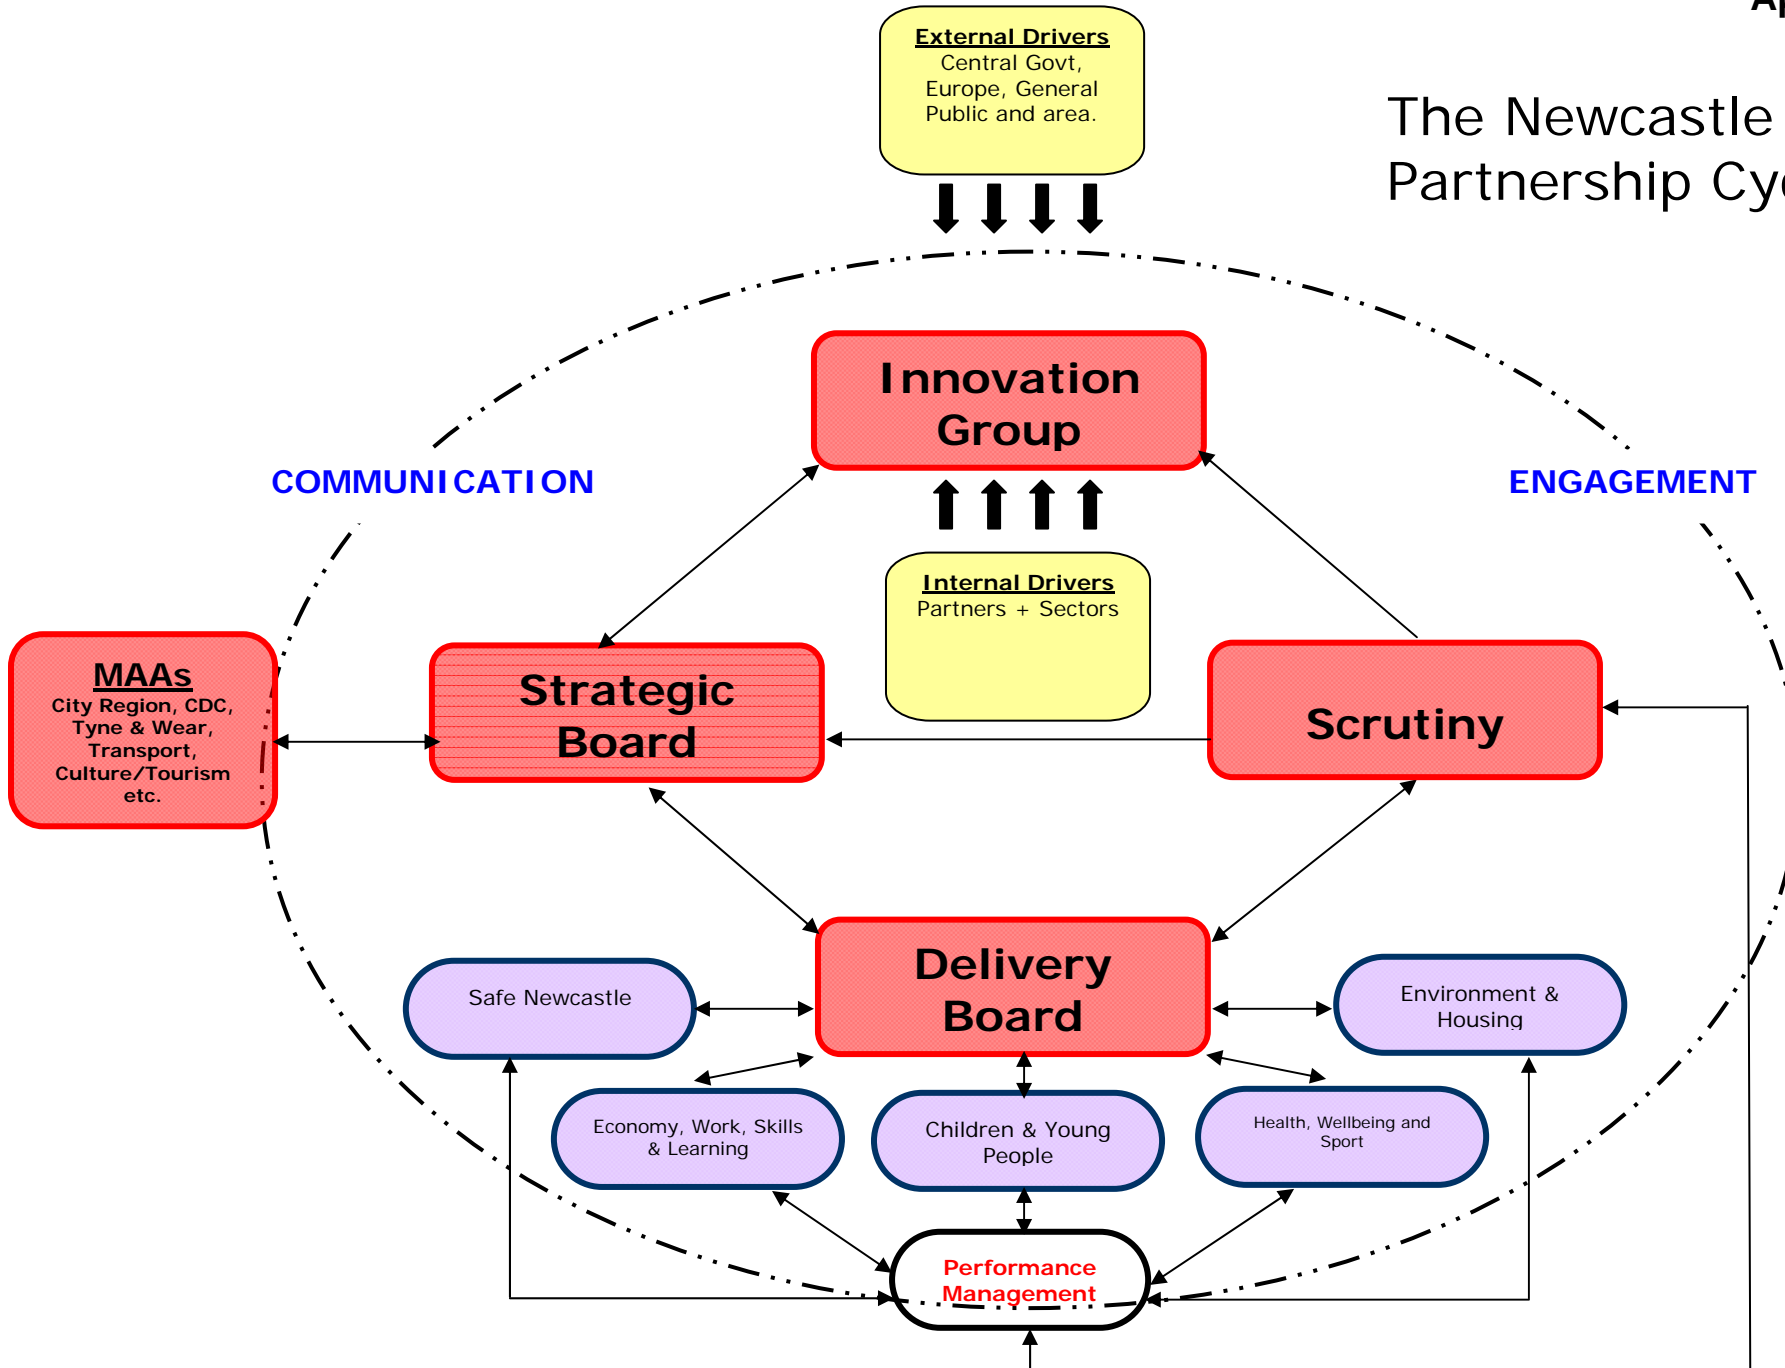 Ap
External Drivers
Central Govt,
Europe, General
Public and area.
The Newcastle
Partnership Cyc
Innovation
Group
COMMUNICATION
ENGAGEMENT
Internal Drivers
Partners + Sectors
MAAs
City Region, CDC,
Tyne & Wear,
Transport,
Culture/Tourism
etc.
Strategic
Board
Scrutiny
Delivery
Board
Safe Newcastle
Environment &
Housing
Economy, Work, Skills
& Learning
Children & Young
People
Health, Wellbeing and
Sport
Performance
Management